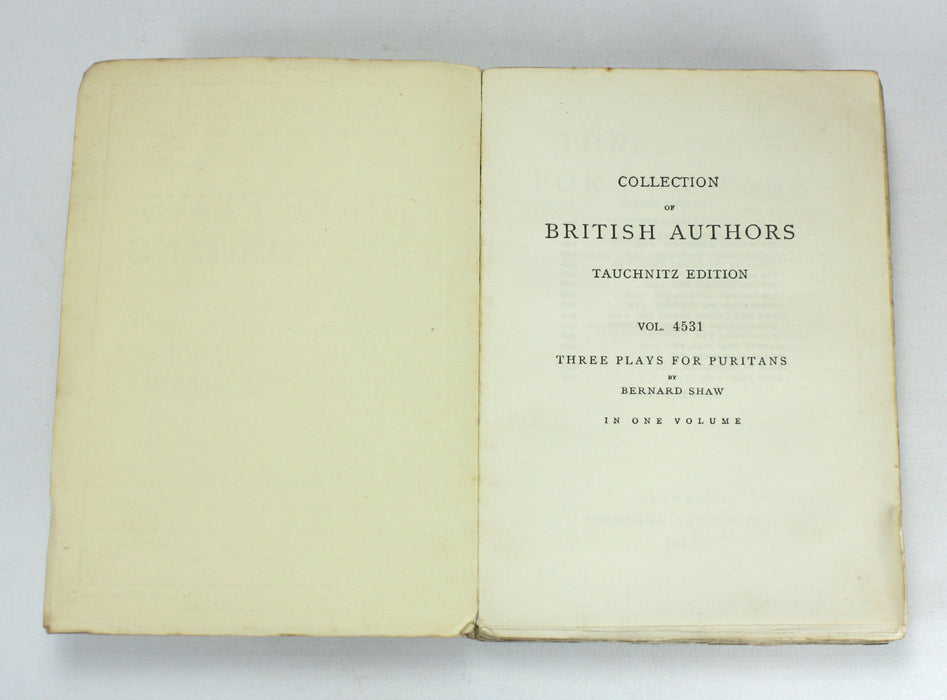 COLLECTION
OF
BRITISH AUTHORS
TAUCHNITZ EDITION
VOL. 4531
THREE PLAYS FOR PURITANS
BY
BERNARD SHAW
IN ONE VOLUME